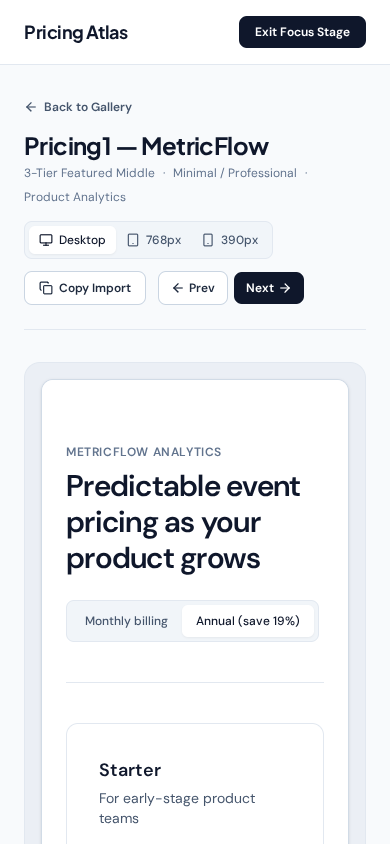 Pricing Atlas
Exit Focus Stage
Back to Gallery
Pricing1 — MetricFlow
3-Tier Featured Middle · Minimal / Professional ·
Product Analytics
Desktop 768px 390px
Copy Import Prev Next
METRICFLOW ANALYTICS
Predictable event
pricing as your
product grows
Monthly billing Annual (save 19%)
Starter
For early-stage product
teams